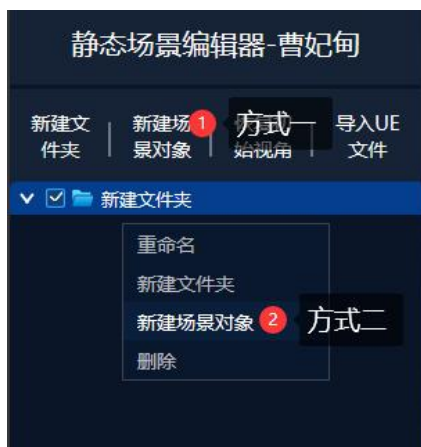 静态场景编辑器-曹妃甸
新建文 新建场 1 方式一 导入UE
件夹 景对象 始视角 文件
新建文件夹
重命名
新建文件夹
新建场景对象 2 方式二
删除